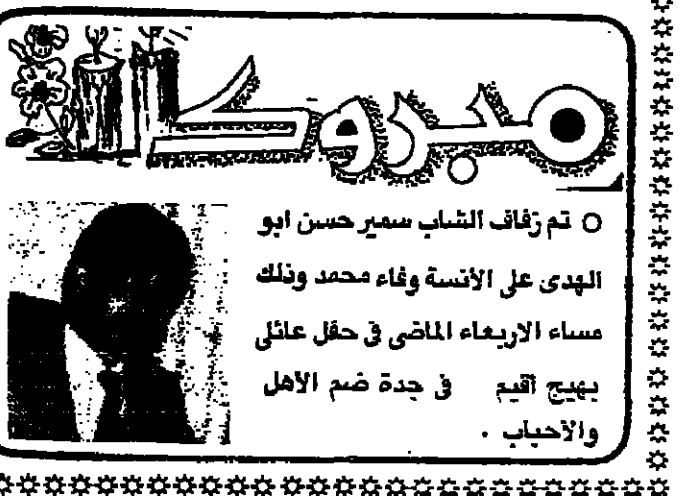 مبروك
○ تم زفاف الشاب سمير حسن ابو
الهدى على الآنسة وفاء محمد وذلك
مساء الاربعاء الماضى فى حفل عائلى
بهيج أقيم فى جدة ضم الأهل
والأحباب .